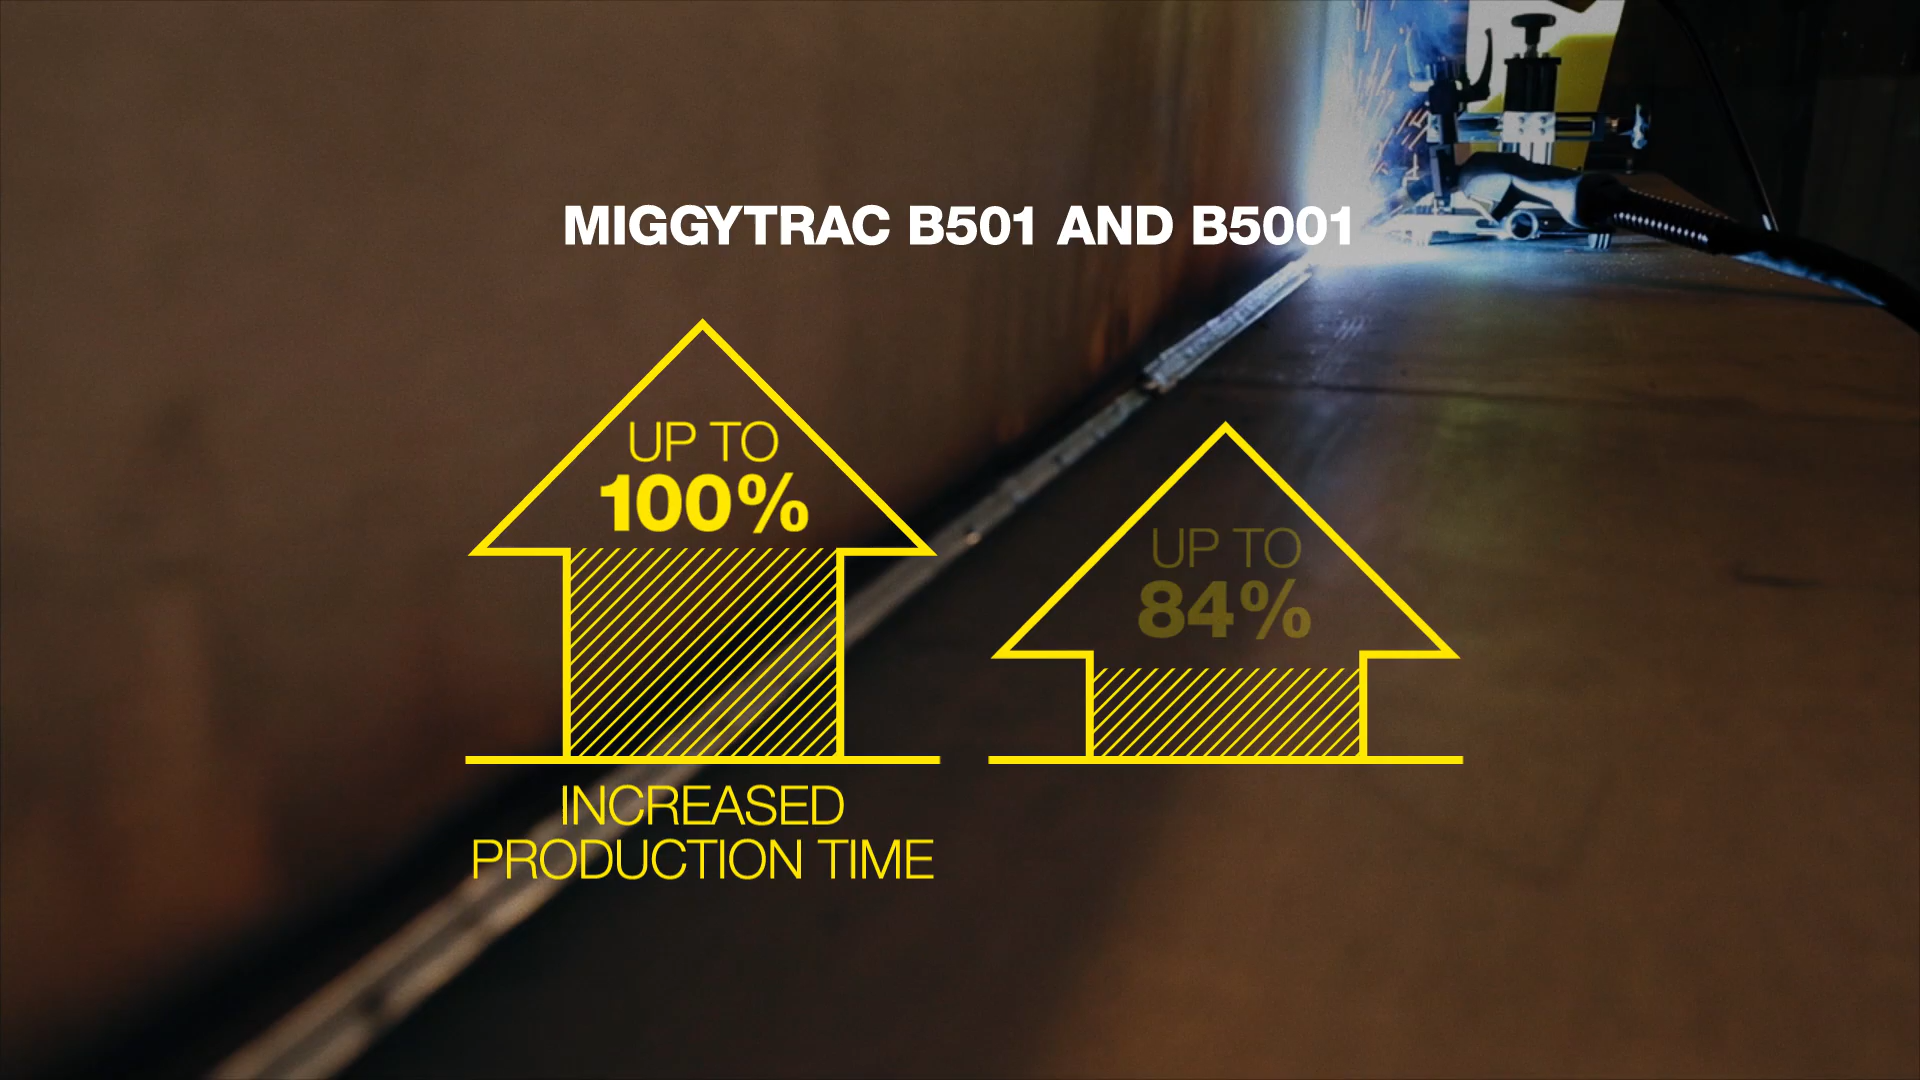 MIGGYTRAC B501 AND B5001
UP TO
100%
INCREASED
PRODUCTION TIME
UP TO
84%